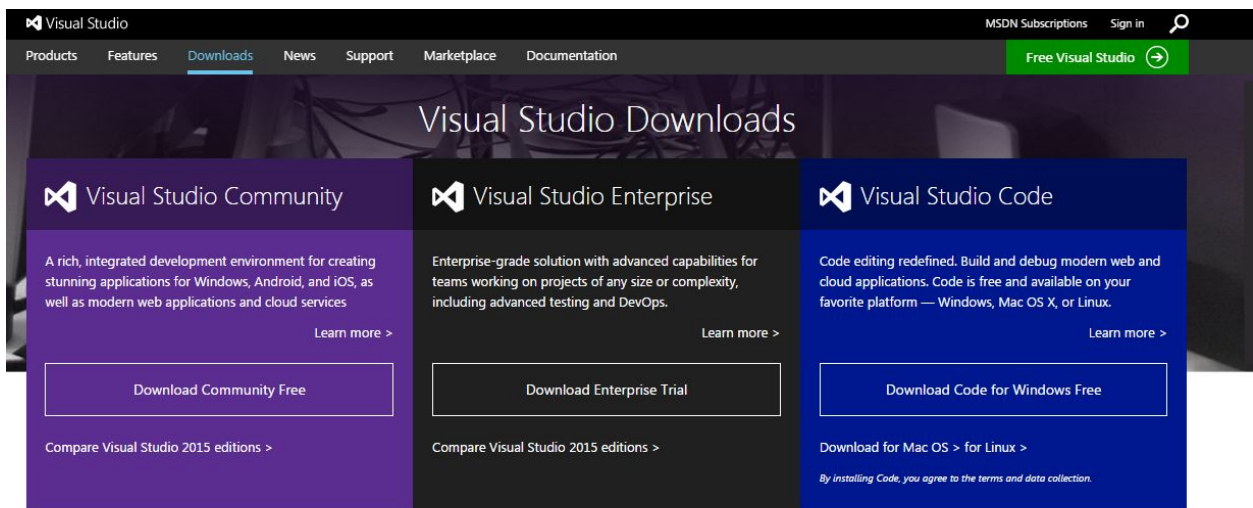 Visual Studio
MSDN Subscriptions Sign in
Products Features Downloads News Support Marketplace Documentation
Free Visual Studio
Visual Studio Downloads
Visual Studio Community
A rich, integrated development environment for creating
stunning applications for Windows, Android, and iOS, as
well as modern web applications and cloud services
Learn more >
Download Community Free
Compare Visual Studio 2015 editions >
Visual Studio Enterprise
Enterprise-grade solution with advanced capabilities for
teams working on projects of any size or complexity,
including advanced testing and DevOps.
Learn more >
Download Enterprise Trial
Compare Visual Studio 2015 editions >
Visual Studio Code
Code editing redefined. Build and debug modern web and
cloud applications. Code is free and available on your
favorite platform — Windows, Mac OS X, or Linux.
Learn more >
Download Code for Windows Free
Download for Mac OS > for Linux >
By installing Code, you agree to the terms and data collection.